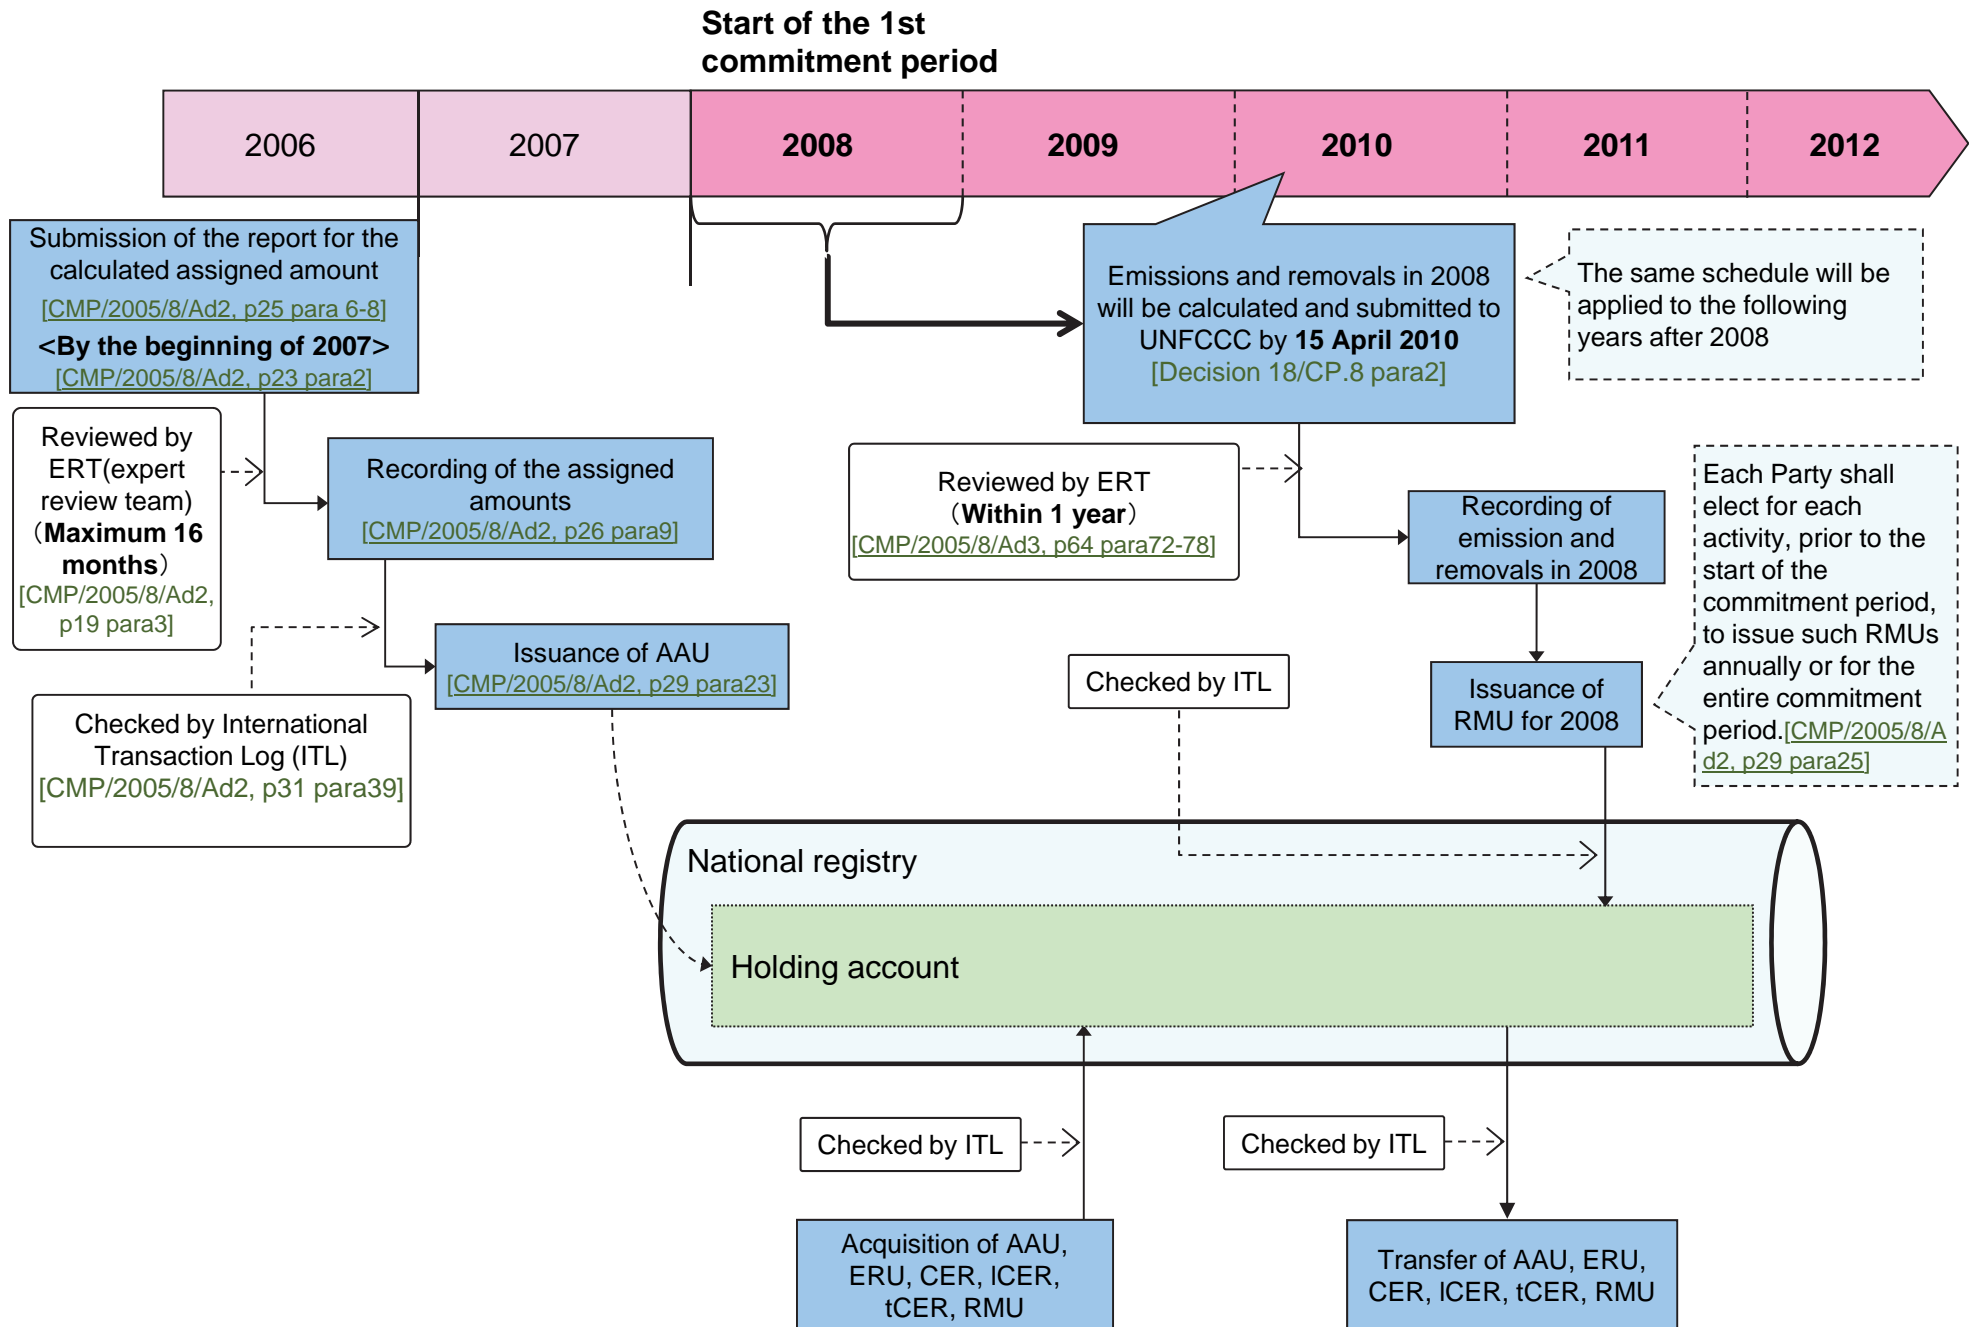 Start of the 1st
commitment period
2006
2007
2008
2009
2010
2011
2012
Submission of the report for the
calculated assigned amount
[CMP/2005/8/Ad2, p25 para 6-8]
<By the beginning of 2007>
[CMP/2005/8/Ad2, p23 para2]
Emissions and removals in 2008
will be calculated and submitted to
UNFCCC by 15 April 2010
[Decision 18/CP.8 para2]
The same schedule will be
applied to the following
years after 2008
Reviewed by
ERT(expert
review team)
（Maximum 16
months）
[CMP/2005/8/Ad2,
p19 para3]
Recording of the assigned
amounts
[CMP/2005/8/Ad2, p26 para9]
Reviewed by ERT
（Within 1 year）
[CMP/2005/8/Ad3, p64 para72-78]
Recording of
emission and
removals in 2008
Each Party shall
elect for each
activity, prior to the
start of the
commitment period,
to issue such RMUs
annually or for the
entire commitment
period.[CMP/2005/8/A
d2, p29 para25]
Issuance of AAU
[CMP/2005/8/Ad2, p29 para23]
Checked by ITL
Issuance of
RMU for 2008
Checked by International
Transaction Log (ITL)
[CMP/2005/8/Ad2, p31 para39]
National registry
Holding account
Checked by ITL
Checked by ITL
Acquisition of AAU,
ERU, CER, lCER,
tCER, RMU
Transfer of AAU, ERU,
CER, lCER, tCER, RMU